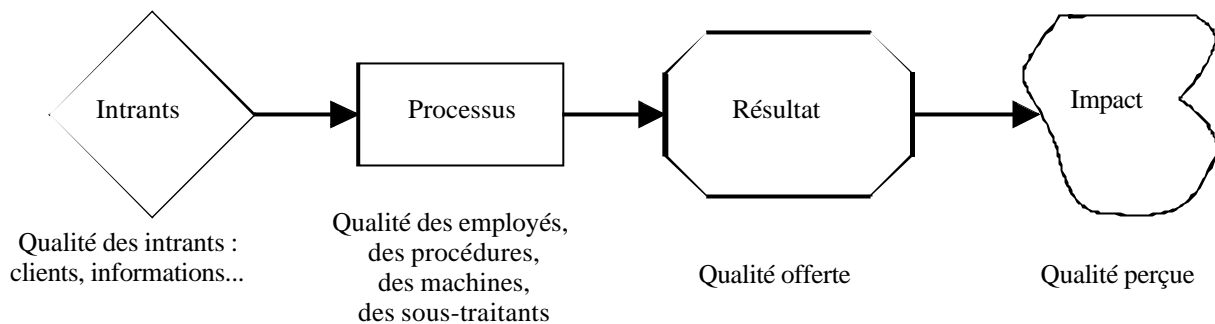 Intrants
Processus
Résultat
Impact
Qualité des intrants :
clients, informations...
Qualité des employés,
des procédures,
des machines,
des sous-traitants
Qualité offerte
Qualité perçue